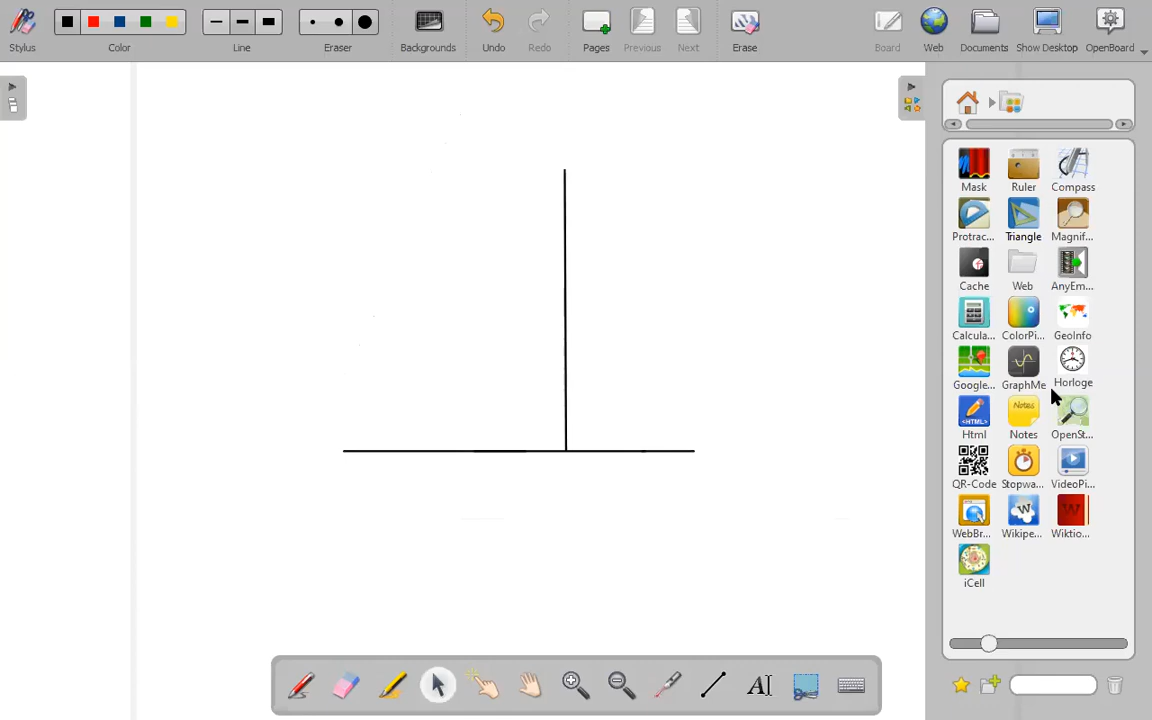 Stylus Color Line Eraser Backgrounds Undo Redo Pages Previous Next Erase Board Web Documents Show Desktop OpenBoard
Mask Ruler Compass
Protrac... Triangle Magnif...
Cache Web AnyEm...
Calcula... ColorPi... GeoInfo
Google... GraphMe Horloge
Html Notes OpenSt...
QR-Code Stopwa... VideoPi...
WebBr... Wikipe... Wiktio...
iCell